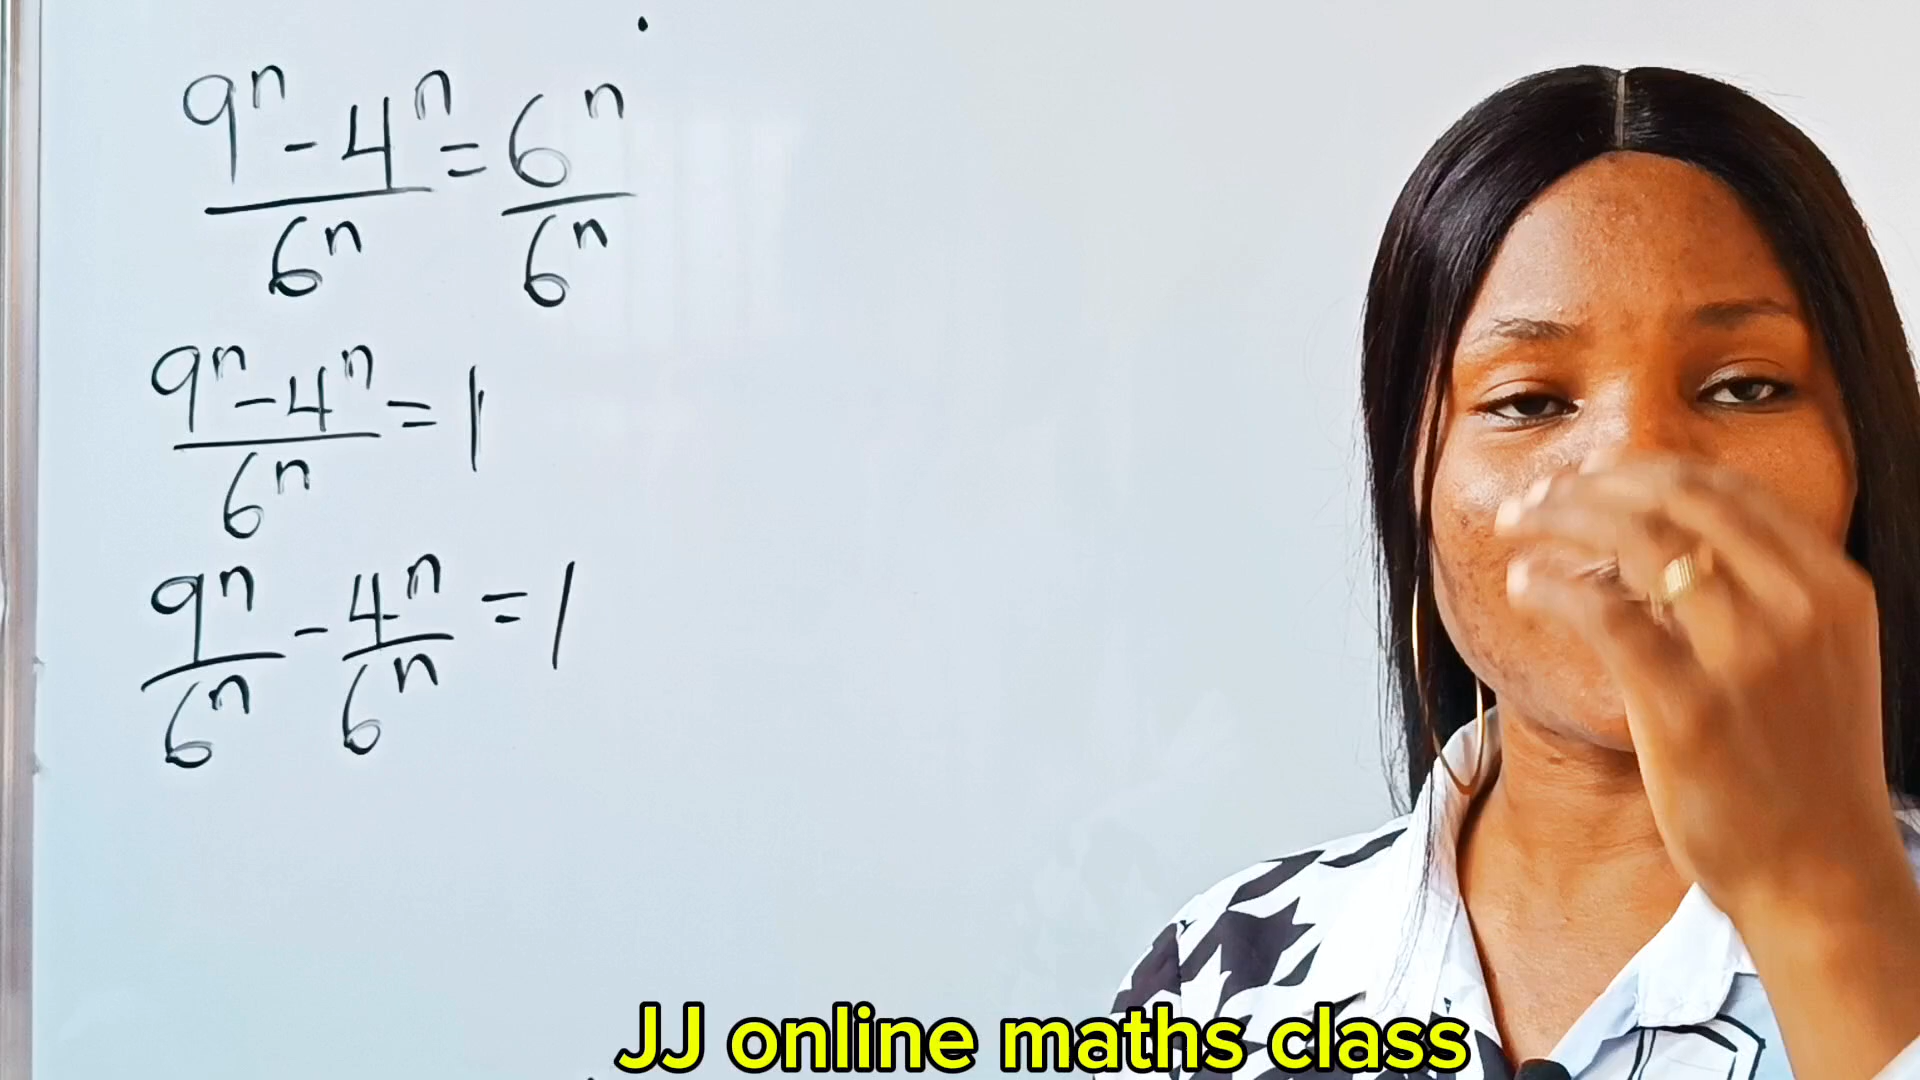 9ⁿ - 4ⁿ = 6ⁿ
6ⁿ 6ⁿ
9ⁿ - 4ⁿ = 1
6ⁿ
9ⁿ - 4ⁿ = 1
6ⁿ 6ⁿ
JJ online maths class